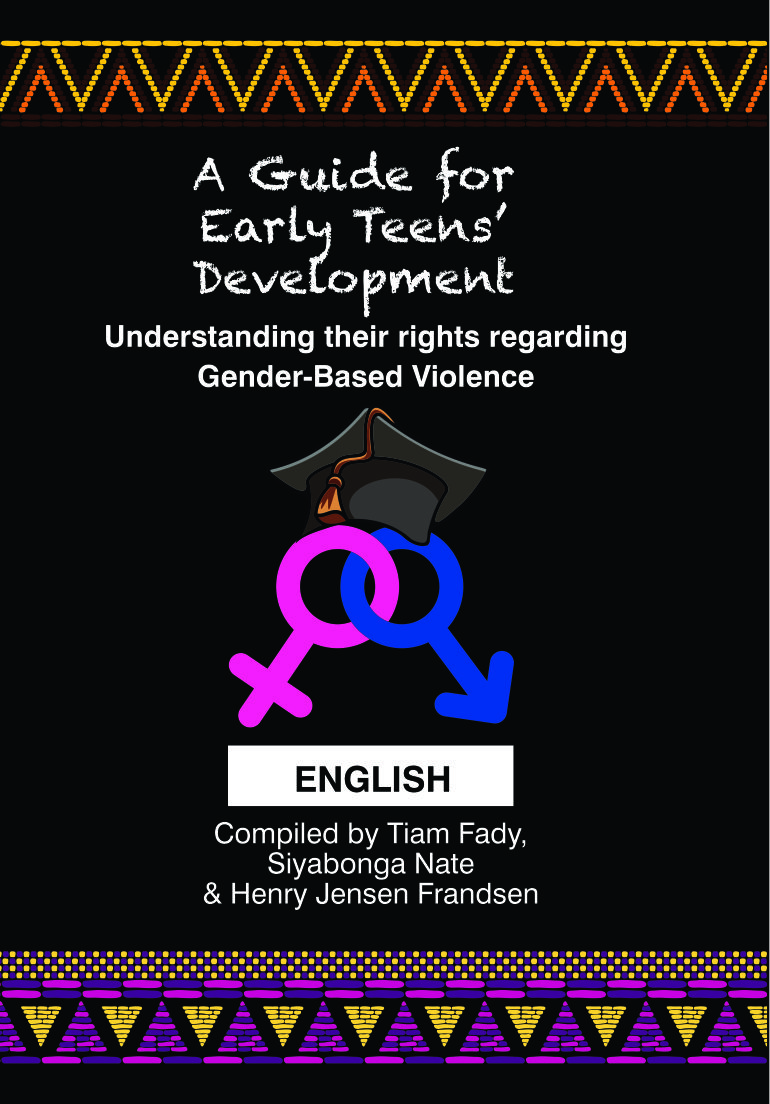 A Guide for
Early Teens'
Development
Understanding their rights regarding
Gender-Based Violence
ENGLISH
Compiled by Tiam Fady,
Siyabonga Nate
& Henry Jensen Frandsen